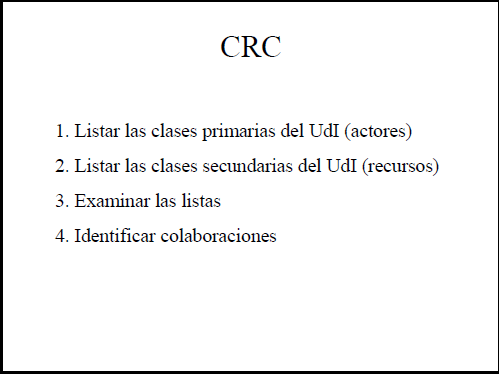 CRC
1. Listar las clases primarias del UdI (actores)
2. Listar las clases secundarias del UdI (recursos)
3. Examinar las listas
4. Identificar colaboraciones